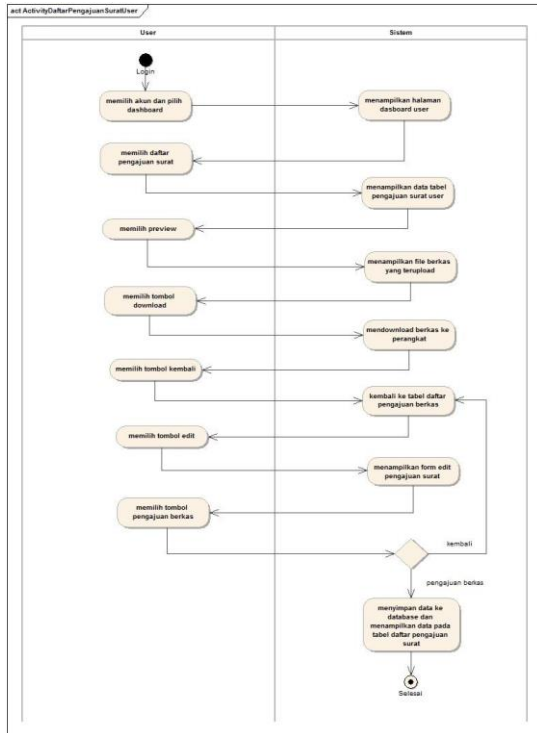 act ActivityDaftarPengajuanSuratUser
User
Sistem
Login
memilih akun dan pilih
dashboard
menampilkan halaman
dasboard user
memilih daftar
pengajuan surat
menampilkan data tabel
pengajuan surat user
memilih preview
menampilkan file berkas
yang terupload
memilih tombol
download
mendownload berkas ke
perangkat
memilih tombol kembali
kembali ke tabel daftar
pengajuan berkas
memilih tombol edit
menampilkan form edit
pengajuan surat
memilih tombol
pengajuan berkas
kembali
pengajuan berkas
menyimpan data ke
database dan
menampilkan data pada
tabel daftar pengajuan
surat
Selesai